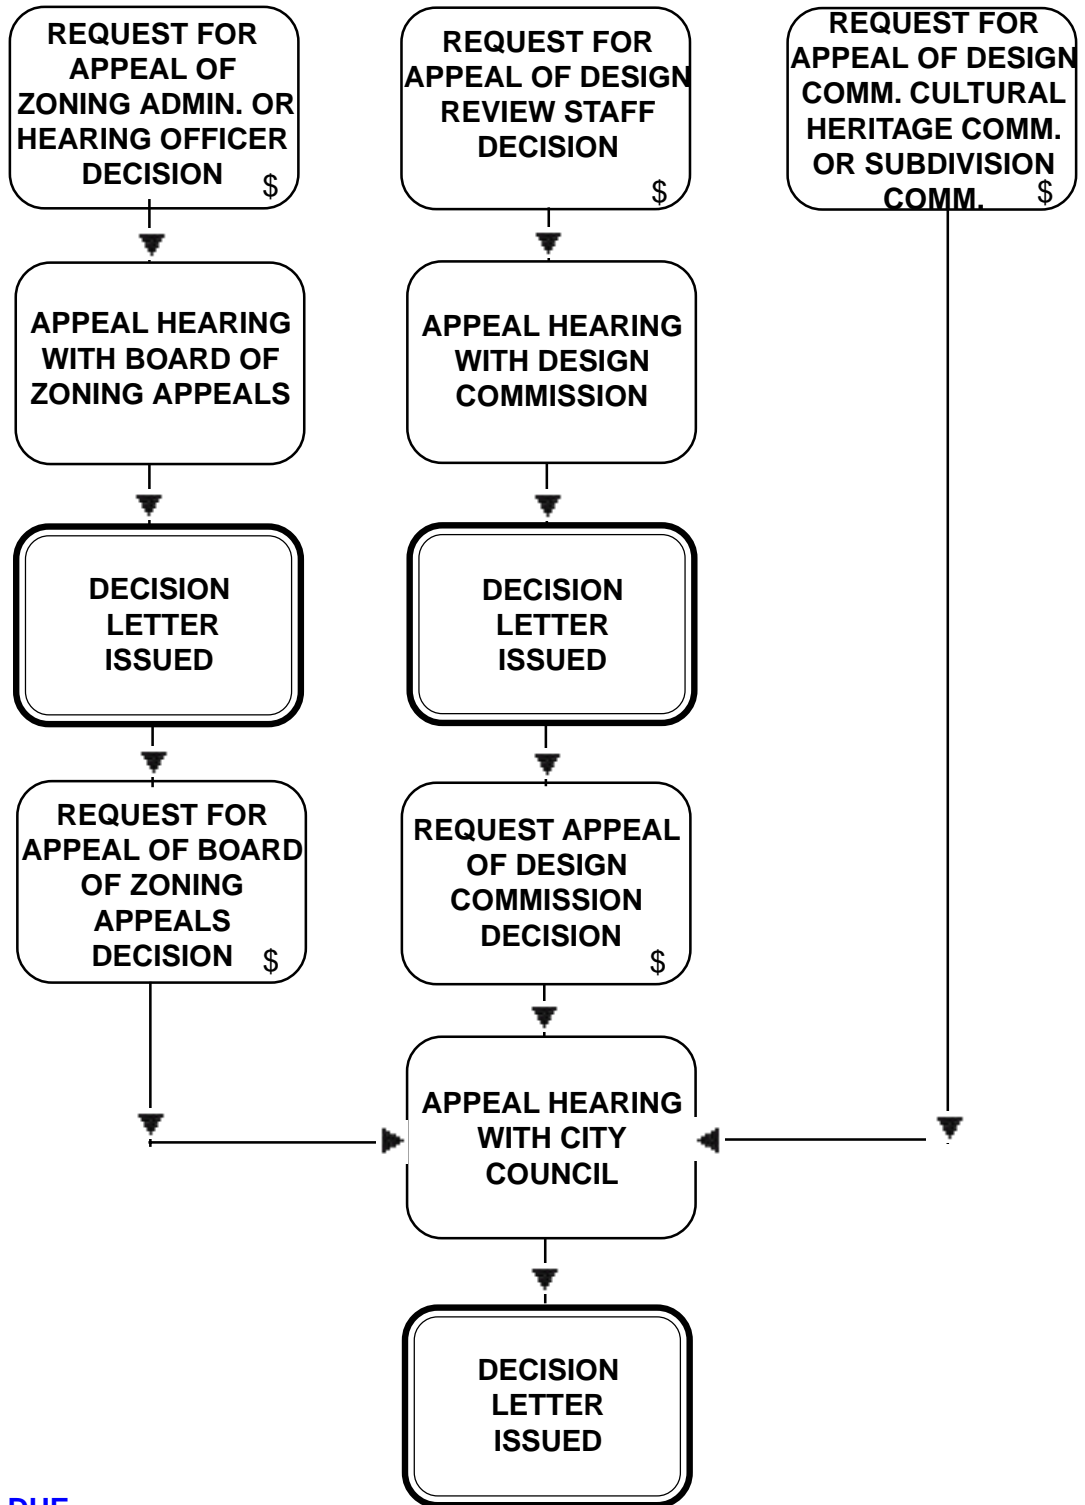 REQUEST FOR
APPEAL OF
ZONING ADMIN. OR
HEARING OFFICER
DECISION $
REQUEST FOR
APPEAL OF DESIGN
REVIEW STAFF
DECISION
$
REQUEST FOR
APPEAL OF DESIGN
COMM. CULTURAL
HERITAGE COMM.
OR SUBDIVISION
COMM. $
APPEAL HEARING
WITH BOARD OF
ZONING APPEALS
APPEAL HEARING
WITH DESIGN
COMMISSION
DECISION
LETTER
ISSUED
DECISION
LETTER
ISSUED
REQUEST FOR
APPEAL OF BOARD
OF ZONING
APPEALS
DECISION $
REQUEST APPEAL
OF DESIGN
COMMISSION
DECISION
$
APPEAL HEARING
WITH CITY
COUNCIL
DECISION
LETTER
ISSUED